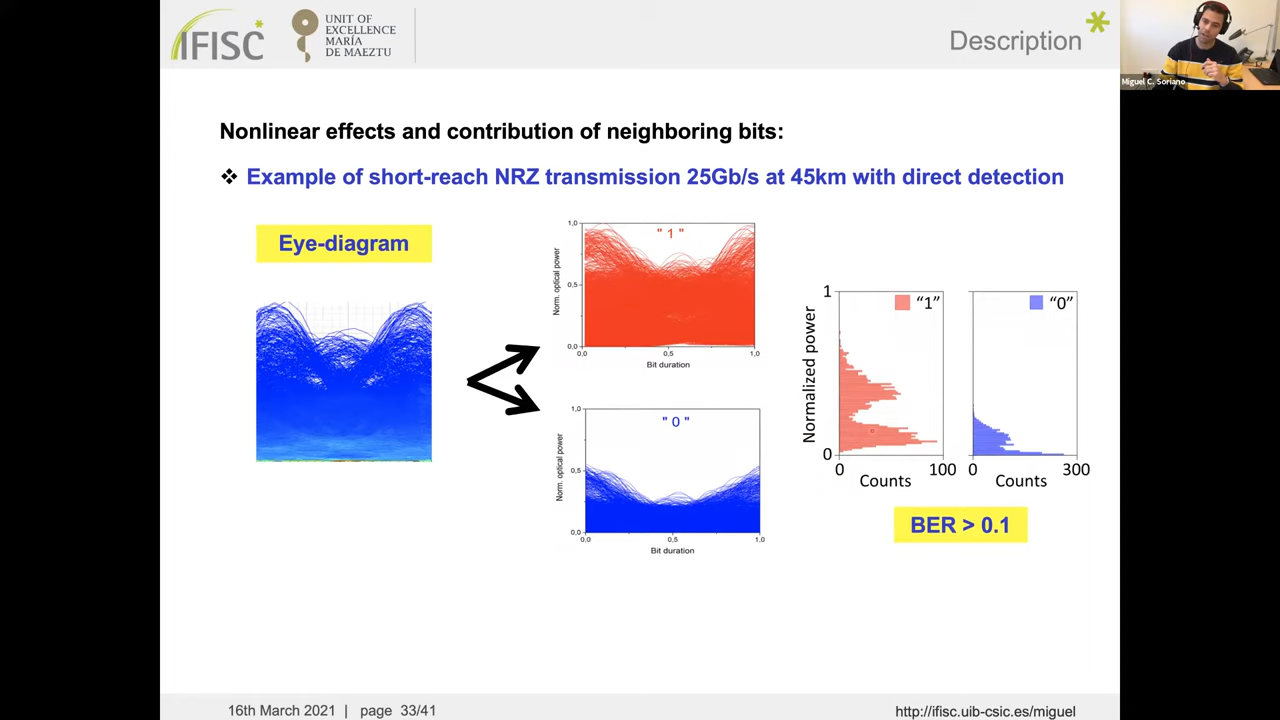 IFISC
UNIT OF
EXCELLENCE
MARÍA
DE MAEZTU
Description
Miguel C. Soriano
Nonlinear effects and contribution of neighboring bits:
❖ Example of short-reach NRZ transmission 25Gb/s at 45km with direct detection
Eye-diagram
" 1 "
1,0
0,5
0,0
Norm. optical power
0,0 0,5 1,0
Bit duration
" 0 "
1,0
0,5
0,0
Norm. optical power
0,0 0,5 1,0
Bit duration
Normalized power
1
0
"1"
0 100
Counts
"0"
0 300
Counts
BER > 0.1
16th March 2021 | page 33/41
http://ifisc.uib-csic.es/miguel